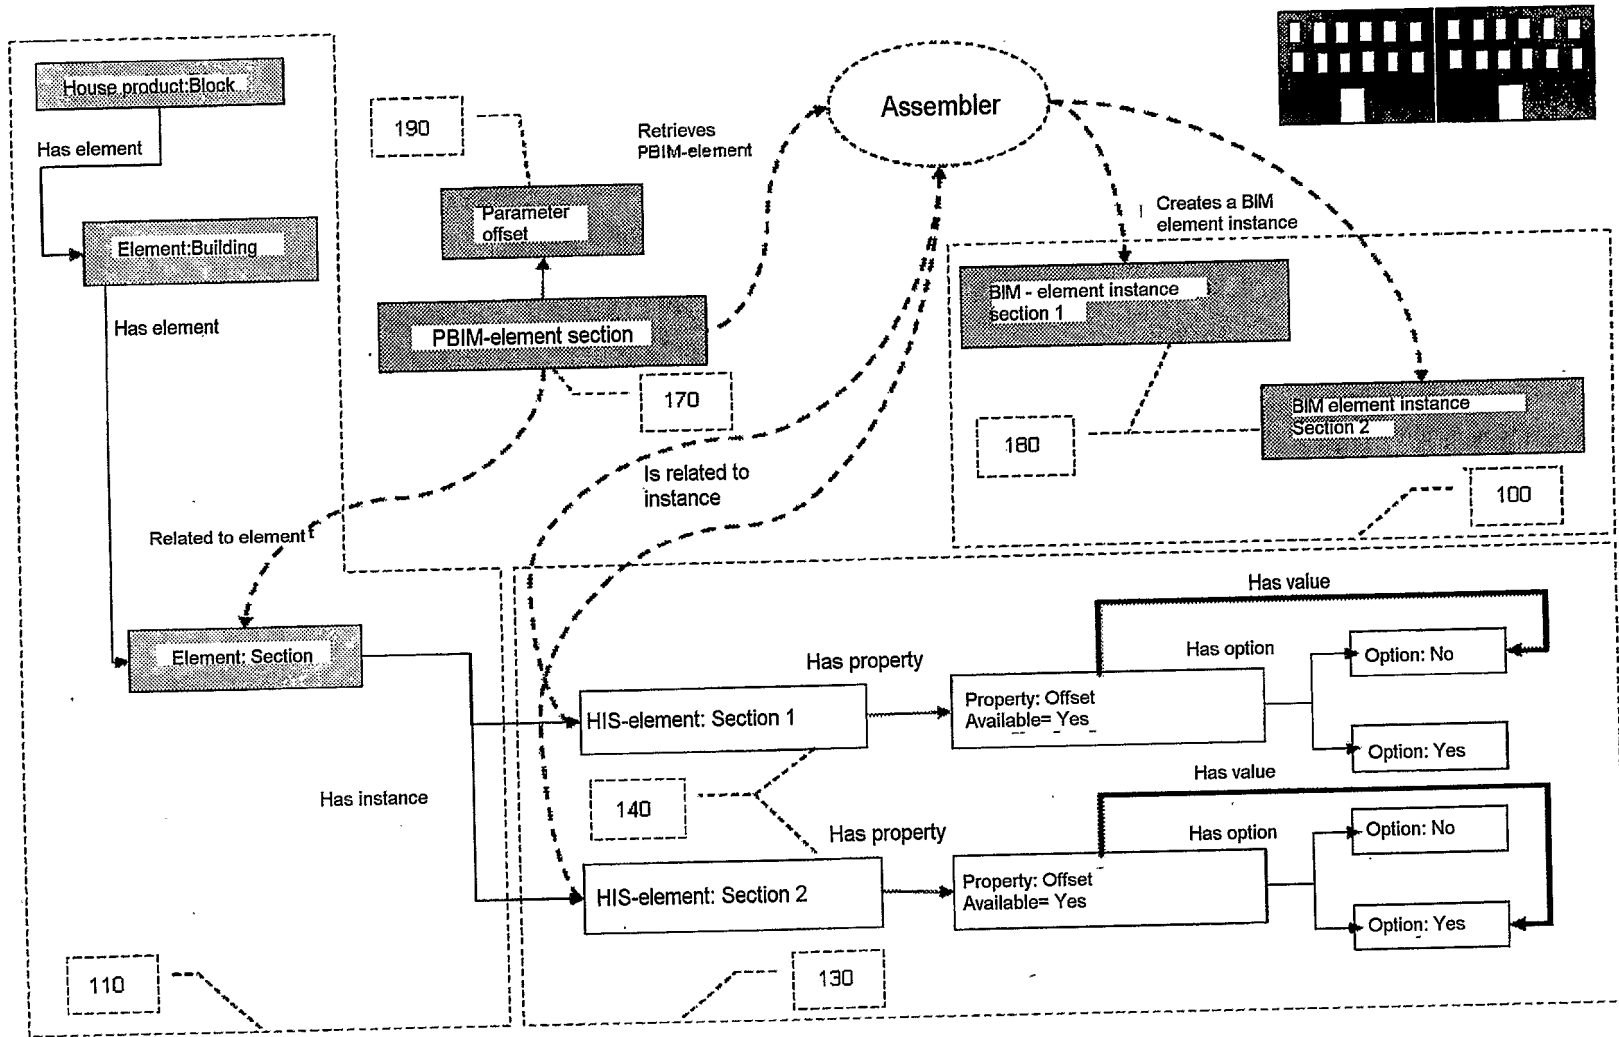 House product:Block
Has element
Element:Building
Has element
190
Parameter
offset
PBIM-element section
170
Retrieves
PBIM-element
Assembler
Creates a BIM
element instance
BIM - element instance
section 1
BIM element instance
Section 2
180
100
Is related to
instance
Related to element
Element: Section
Has instance
110
HIS-element: Section 1
Has property
Property: Offset
Available= Yes
Has value
Has option
Option: No
Option: Yes
140
HIS-element: Section 2
Has property
Property: Offset
Available= Yes
Has value
Has option
Option: No
Option: Yes
130